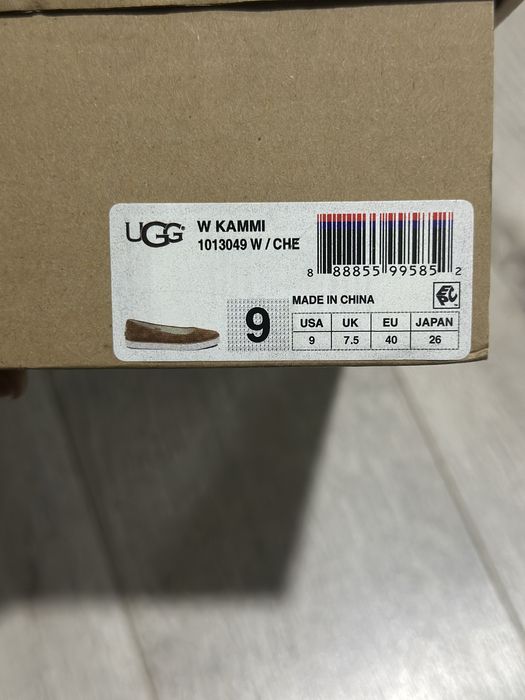 UGG
W KAMMI
1013049 W / CHE
8 88855 99585 2
MADE IN CHINA
9
USA UK EU JAPAN
9 7.5 40 26